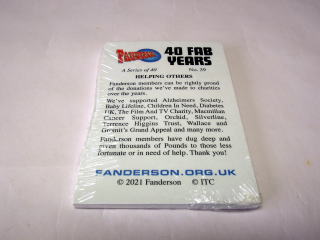 FANDERSON
40 FAB
YEARS
A Series of 40
No. 39
HELPING OTHERS
Fanderson members can be rightly proud
of the donations we've made to charities
over the years.
We've supported Alzheimers Society,
Baby Lifeline, Children In Need, Diabetes
UK, The Film And TV Charity, Macmillan
Cancer Support, Orchid, Silverline,
Terrence Higgins Trust, Wallace and
Gromit's Grand Appeal and many more.
Fanderson members have dug deep and
given thousands of Pounds to those less
fortunate or in need of help. Thank you!
FANDERSON.ORG.UK
© 2021 Fanderson © ITC